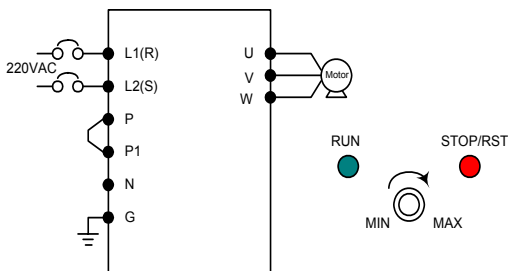 L1(R)
220VAC
L2(S)
P
P1
N
G
U
V
W
Motor
RUN
STOP/RST
MIN
MAX